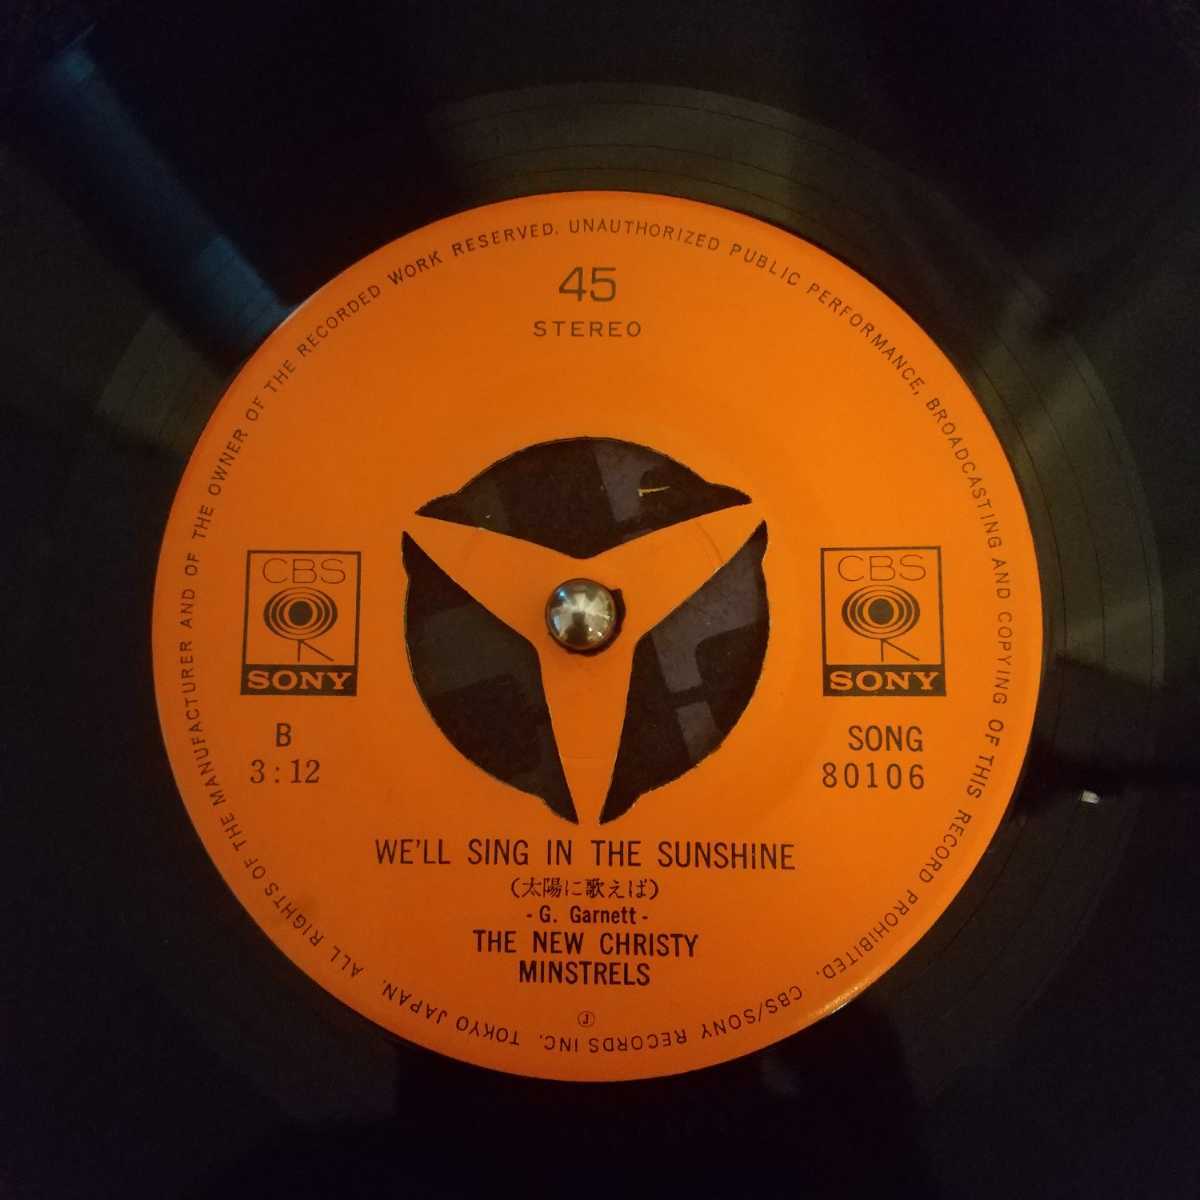 ALL RIGHTS OF THE MANUFACTURER AND OF THE OWNER OF THE RECORDED WORK RESERVED. UNAUTHORIZED PUBLIC PERFORMANCE, BROADCASTING AND COPYING OF THIS RECORD PROHIBITED. CBS/SONY RECORDS INC. TOKYO JAPAN.
45
STEREO
CBS
SONY
CBS
SONY
B
3:12
SONG
80106
WE'LL SING IN THE SUNSHINE
(太陽に歌えば)
- G. Garnett -
THE NEW CHRISTY
MINSTRELS
Ⓙ